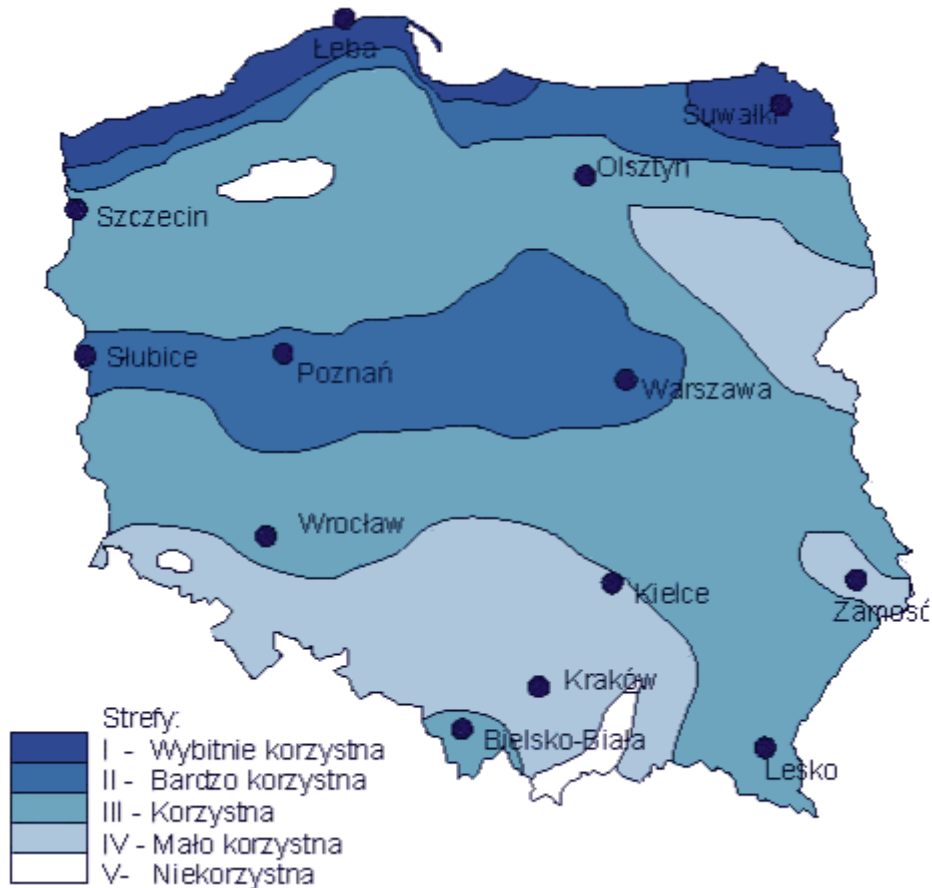 Łeba
Suwałki
Olsztyn
Szczecin
Słubice
Poznań
Warszawa
Wrocław
Kielce
Zamość
Kraków
Bielsko-Biała
Lesko
Strefy:
I - Wybitnie korzystna
II - Bardzo korzystna
III - Korzystna
IV - Mało korzystna
V- Niekorzystna